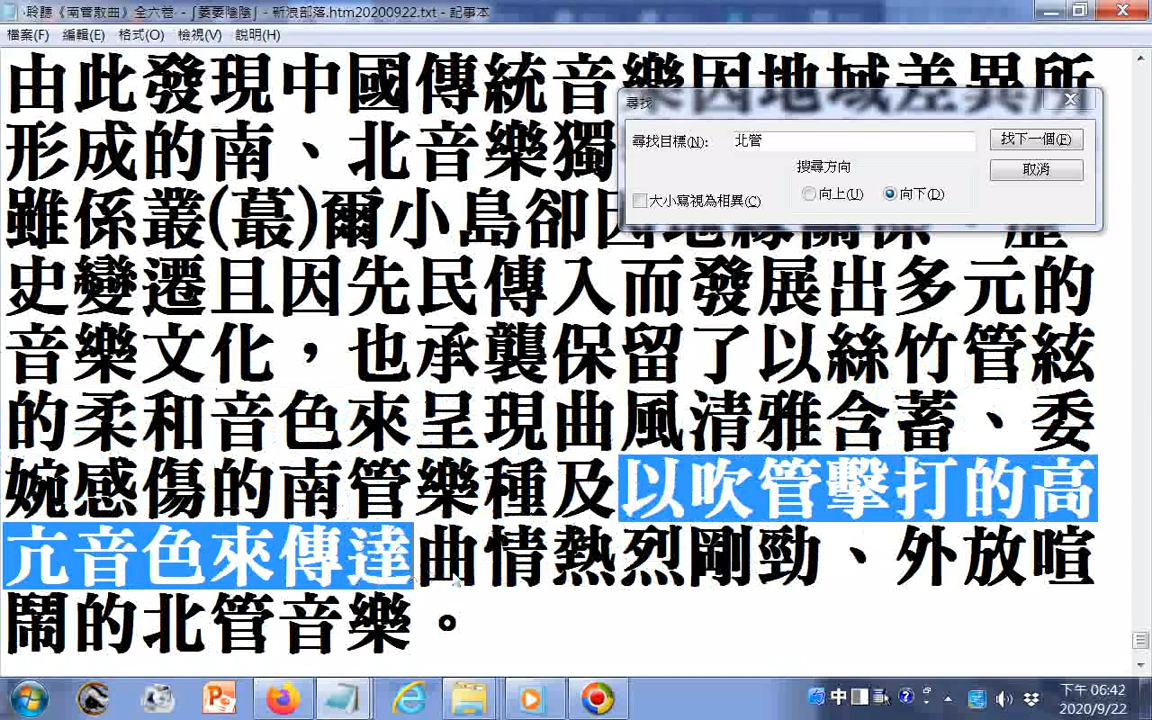 ·聆聽《南管散曲》全六卷· - ∫萋萋陰陰」 - 新浪部落.htm20200922.txt - 記事本
檔案(F) 編輯(E) 格式(O) 檢視(V) 說明(H)
由此發現中國傳統音樂因地域差異所
形成的南、北音樂獨
雖係叢(蕞)爾小島卻因地緣關係、歷
史變遷且因先民傳入而發展出多元的
音樂文化，也承襲保留了以絲竹管絃
的柔和音色來呈現曲風清雅含蓄、委
婉感傷的南管樂種及以吹管擊打的高
亢音色來傳達曲情熱烈剛勁、外放喧
鬧的北管音樂。
尋找
尋找目標(N): 北管
找下一個(F)
搜尋方向
取消
大小寫視為相異(C)
向上(U) 向下(D)
中
下午 06:42
2020/9/22